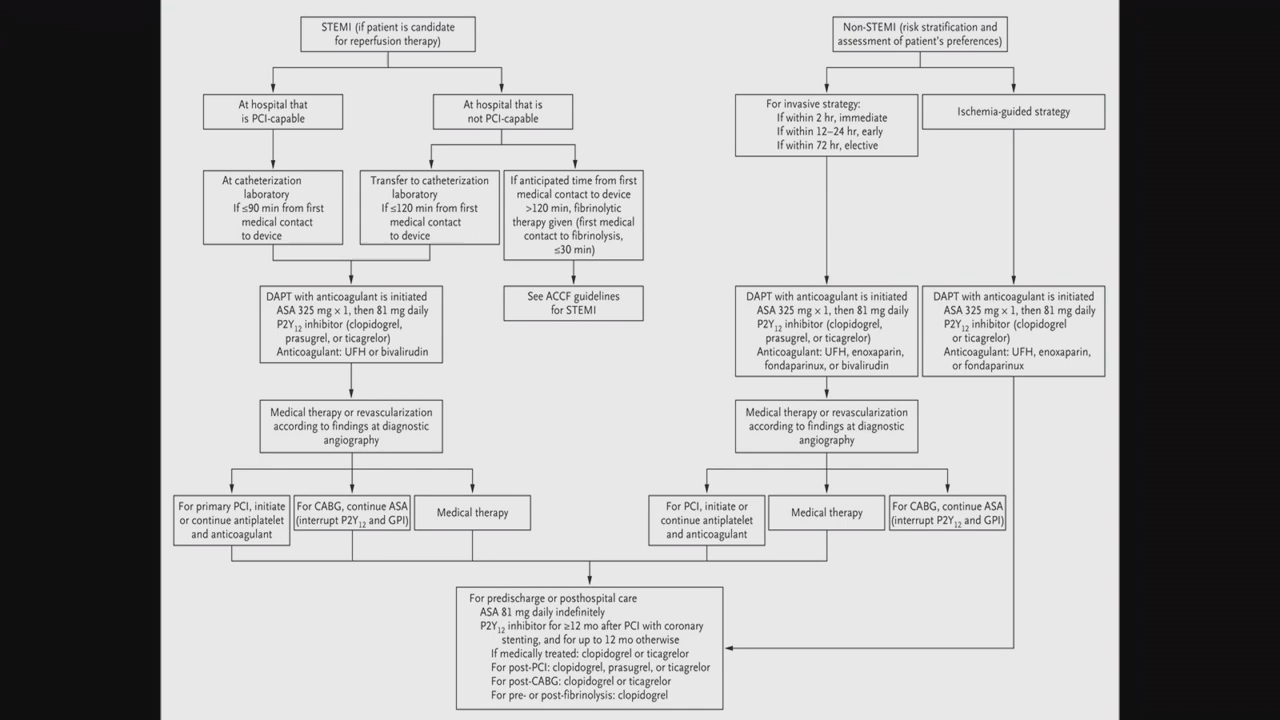 STEMI (if patient is candidate
for reperfusion therapy)
Non-STEMI (risk stratification and
assessment of patient's preferences)
At hospital that
is PCI-capable
At hospital that is
not PCI-capable
For invasive strategy:
If within 2 hr, immediate
If within 12–24 hr, early
If within 72 hr, elective
Ischemia-guided strategy
At catheterization
laboratory
If ≤90 min from first
medical contact
to device
Transfer to catheterization
laboratory
If ≤120 min from first
medical contact
to device
If anticipated time from first
medical contact to device
>120 min, fibrinolytic
therapy given (first medical
contact to fibrinolysis,
≤30 min)
DAPT with anticoagulant is initiated
ASA 325 mg × 1, then 81 mg daily
P2Y12 inhibitor (clopidogrel,
prasugrel, or ticagrelor)
Anticoagulant: UFH or bivalirudin
See ACCF guidelines
for STEMI
DAPT with anticoagulant is initiated
ASA 325 mg × 1, then 81 mg daily
P2Y12 inhibitor (clopidogrel,
prasugrel, or ticagrelor)
Anticoagulant: UFH, enoxaparin,
fondaparinux, or bivalirudin
DAPT with anticoagulant is initiated
ASA 325 mg × 1, then 81 mg daily
P2Y12 inhibitor (clopidogrel
or ticagrelor)
Anticoagulant: UFH, enoxaparin,
or fondaparinux
Medical therapy or revascularization
according to findings at diagnostic
angiography
Medical therapy or revascularization
according to findings at diagnostic
angiography
For primary PCI, initiate
or continue antiplatelet
and anticoagulant
For CABG, continue ASA
(interrupt P2Y12 and GPI)
Medical therapy
For PCI, initiate or
continue antiplatelet
and anticoagulant
Medical therapy
For CABG, continue ASA
(interrupt P2Y12 and GPI)
For predischarge or posthospital care
ASA 81 mg daily indefinitely
P2Y12 inhibitor for ≥12 mo after PCI with coronary
stenting, and for up to 12 mo otherwise
If medically treated: clopidogrel or ticagrelor
For post-PCI: clopidogrel, prasugrel, or ticagrelor
For post-CABG: clopidogrel or ticagrelor
For pre- or post-fibrinolysis: clopidogrel